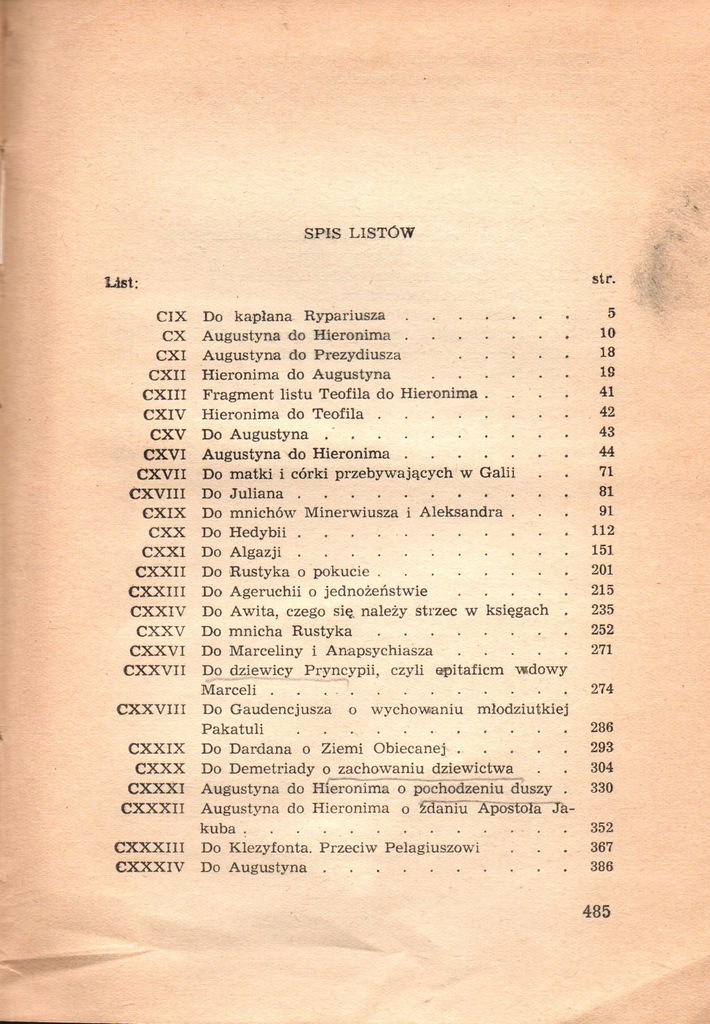 SPIS LISTÓW
List: str.
CIX Do kapłana Rypariusza . . . . . . . 5
CX Augustyna do Hieronima . . . . . . . 10
CXI Augustyna do Prezydiusza . . . . . 18
CXII Hieronima do Augustyna . . . . . . 19
CXIII Fragment listu Teofila do Hieronima . . . . 41
CXIV Hieronima do Teofila . . . . . . . . 42
CXV Do Augustyna . . . . . . . . . . 43
CXVI Augustyna do Hieronima . . . . . . 44
CXVII Do matki i córki przebywających w Galii . . 71
CXVIII Do Juliana . . . . . . . . . . . 81
CXIX Do mnichów Minerwiusza i Aleksandra . . . 91
CXX Do Hedybii . . . . . . . . . . . 112
CXXI Do Algazji . . . . . . . . . . . 151
CXXII Do Rustyka o pokucie . . . . . . . . 201
CXXIII Do Ageruchii o jednożeństwie . . . . . 215
CXXIV Do Awita, czego się należy strzec w księgach . 235
CXXV Do mnicha Rustyka . . . . . . . . 252
CXXVI Do Marceliny i Anapsychiasza . . . . . 271
CXXVII Do dziewicy Pryncypii, czyli epitafium wdowy
Marceli . . . . . . . . . . . . 274
CXXVIII Do Gaudencjusza o wychowaniu młodziutkiej
Pakatuli . . . . . . . . . . . 286
CXXIX Do Dardana o Ziemi Obiecanej . . . . . 293
CXXX Do Demetriady o zachowaniu dziewictwa . . 304
CXXXI Augustyna do Hieronima o pochodzeniu duszy . 330
CXXXII Augustyna do Hieronima o zdaniu Apostoła Ja-
kuba . . . . . . . . . . . . . 352
CXXXIII Do Klezyfonta. Przeciw Pelagiuszowi . . . 367
CXXXIV Do Augustyna . . . . . . . . . . 386
485